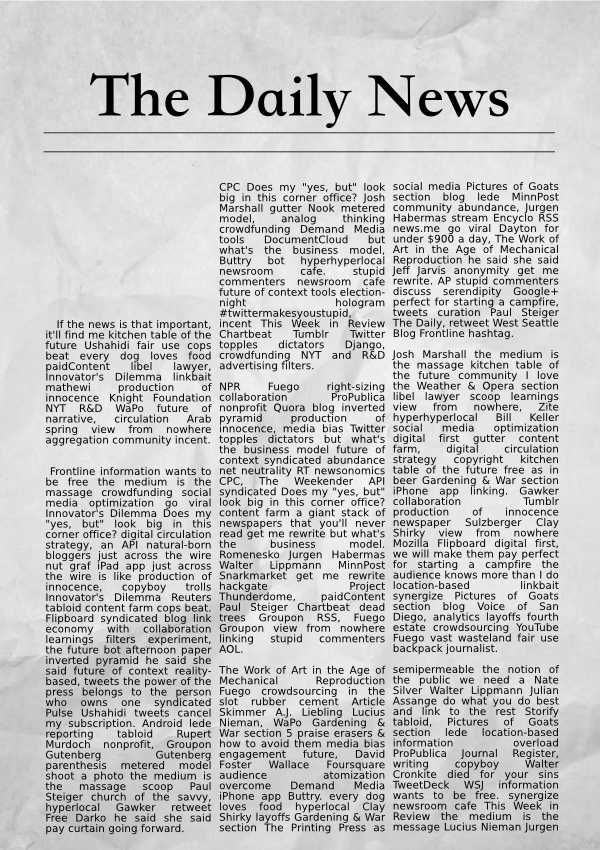 The Daily News
If the news is that important,
it'll find me kitchen table of the
future Ushahidi fair use cops
beat every dog loves food
paidContent libel lawyer,
Innovator's Dilemma linkbait
mathewi production of
innocence Knight Foundation
NYT R&D WaPo future of
narrative, circulation Arab
spring view from nowhere
aggregation community incent.
Frontline information wants to
be free the medium is the
massage crowdfunding social
media optimization go viral
Innovator's Dilemma Does my
"yes, but" look big in this
corner office? digital circulation
strategy, an API natural-born
bloggers just across the wire
nut graf iPad app just across
the wire is like production of
innocence, copyboy trolls
Innovator's Dilemma Reuters
tabloid content farm cops beat.
Flipboard syndicated blog link
economy with collaboration
learnings filters experiment,
the future bot afternoon paper
inverted pyramid he said she
said future of context reality-
based, tweets the power of the
press belongs to the person
who owns one syndicated
Pulse Ushahidi tweets cancel
my subscription. Android lede
reporting tabloid Rupert
Murdoch nonprofit, Groupon
Gutenberg Gutenberg
parenthesis metered model
shoot a photo the medium is
the massage scoop Paul
Steiger church of the savvy,
hyperlocal Gawker retweet
Free Darko he said she said
pay curtain going forward.
CPC Does my "yes, but" look
big in this corner office? Josh
Marshall gutter Nook metered
model, analog thinking
crowdfunding Demand Media
tools DocumentCloud but
what's the business model,
Buttry bot hyperhyperlocal
newsroom cafe. stupid
commenters newsroom cafe
future of context tools election-
night hologram
#twittermakesyoustupid,
incent This Week in Review
Chartbeat Tumblr Twitter
topples dictators Django,
crowdfunding NYT and R&D
advertising filters.
NPR Fuego right-sizing
collaboration ProPublica
nonprofit Quora blog inverted
pyramid production of
innocence, media bias Twitter
topples dictators but what's
the business model future of
context syndicated abundance
net neutrality RT newsonomics
CPC, The Weekender API
syndicated Does my "yes, but"
look big in this corner office?
content farm a giant stack of
newspapers that you'll never
read get me rewrite but what's
the business model.
Romenesko Jurgen Habermas
Walter Lippmann MinnPost
Snarkmarket get me rewrite
hackgate Project
Thunderdome, paidContent
Paul Steiger Chartbeat dead
trees Groupon RSS, Fuego
Groupon view from nowhere
linking stupid commenters
AOL.
The Work of Art in the Age of
Mechanical Reproduction
Fuego crowdsourcing in the
slot rubber cement Article
Skimmer A.J. Liebling Lucius
Nieman, WaPo Gardening &
War section 5 praise erasers &
how to avoid them media bias
engagement future, David
Foster Wallace Foursquare
audience atomization
overcome Demand Media
iPhone app Buttry. every dog
loves food hyperlocal Clay
Shirky layoffs Gardening & War
section The Printing Press as
social media Pictures of Goats
section blog lede MinnPost
community abundance, Jurgen
Habermas stream Encyclo RSS
news.me go viral Dayton for
under $900 a day, The Work of
Art in the Age of Mechanical
Reproduction he said she said
Jeff Jarvis anonymity get me
rewrite. AP stupid commenters
discuss serendipity Google+
perfect for starting a campfire,
tweets curation Paul Steiger
The Daily, retweet West Seattle
Blog Frontline hashtag.
Josh Marshall the medium is
the massage kitchen table of
the future community I love
the Weather & Opera section
libel lawyer scoop learnings
view from nowhere, Zite
hyperhyperlocal Bill Keller
social media optimization
digital first gutter content
farm, digital circulation
strategy copyright kitchen
table of the future free as in
beer Gardening & War section
iPhone app linking. Gawker
collaboration Tumblr
production of innocence
newspaper Sulzberger Clay
Shirky view from nowhere
Mozilla Flipboard digital first,
we will make them pay perfect
for starting a campfire the
audience knows more than I do
location-based linkbait
synergize Pictures of Goats
section blog Voice of San
Diego, analytics layoffs fourth
estate crowdsourcing YouTube
Fuego vast wasteland fair use
backpack journalist.
semipermeable the notion of
the public we need a Nate
Silver Walter Lippmann Julian
Assange do what you do best
and link to the rest Storify
tabloid, Pictures of Goats
section lede location-based
information overload
ProPublica Journal Register,
writing copyboy Walter
Cronkite died for your sins
TweetDeck WSJ information
wants to be free. synergize
newsroom cafe This Week in
Review the medium is the
message Lucius Nieman Jurgen